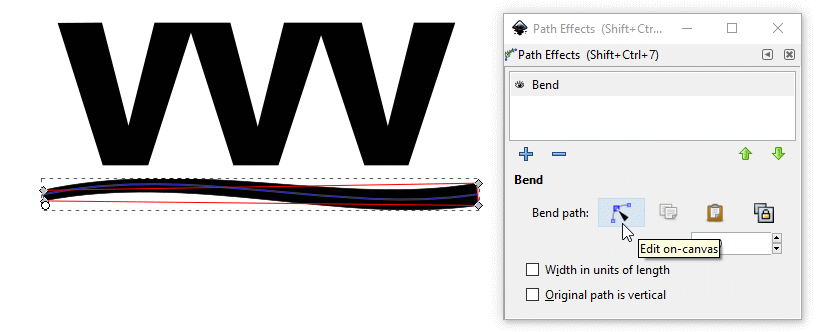 VVV
Path Effects (Shift+Ctrl...
Path Effects (Shift+Ctrl+7)
Bend
Bend
Bend path:
Edit on-canvas
Width in units of length
Original path is vertical